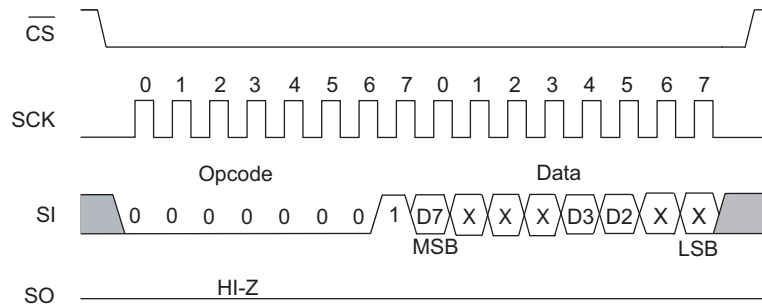 CS
0 1 2 3 4 5 6 7 0 1 2 3 4 5 6 7
SCK
Opcode Data
SI 0 0 0 0 0 0 0 1 D7 X X X D3 D2 X X
MSB LSB
HI-Z
SO